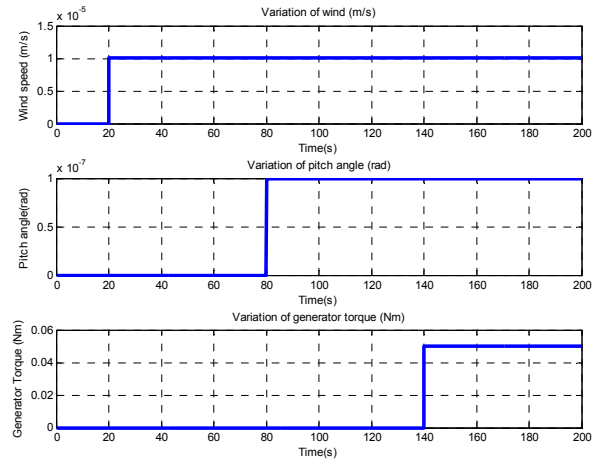 Variation of wind (m/s)
x 10^-5
1.5
1
0.5
0
Wind speed (m/s)
0 20 40 60 80 100 120 140 160 180 200
Time(s)
Variation of pitch angle (rad)
x 10^-7
1
0.5
0
Pitch angle(rad)
0 20 40 60 80 100 120 140 160 180 200
Time(s)
Variation of generator torque (Nm)
0.06
0.04
0.02
0
Generator Torque (Nm)
0 20 40 60 80 100 120 140 160 180 200
Time(s)